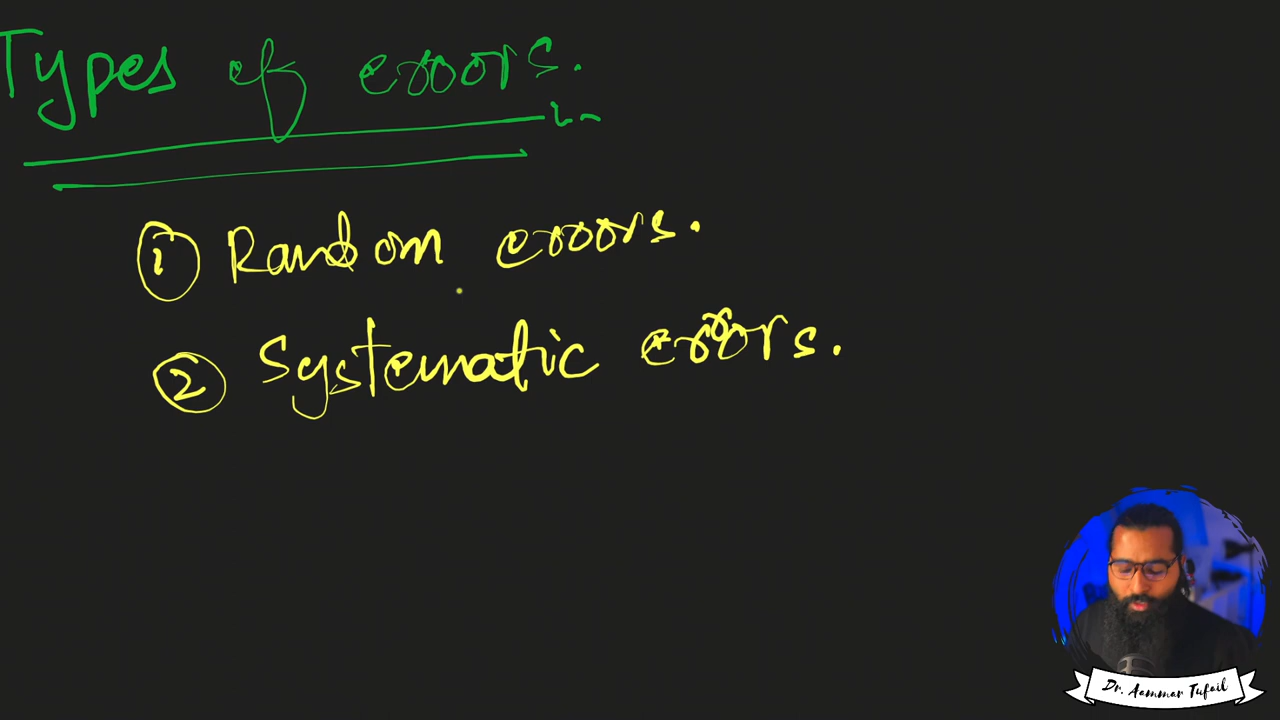 Types of errors.
① Random errors.
② Systematic errors.
Dr. Aammar Tufail